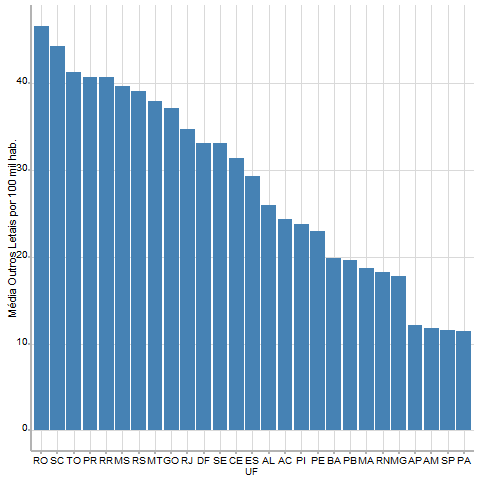 Média Outros Letais por 100 mil hab.
40
30
20
10
0
RO SC TO PR RR MS RS MT GO RJ DF SE CE ES AL AC PI PE BA PB MA RN MG AP AM SP PA
UF